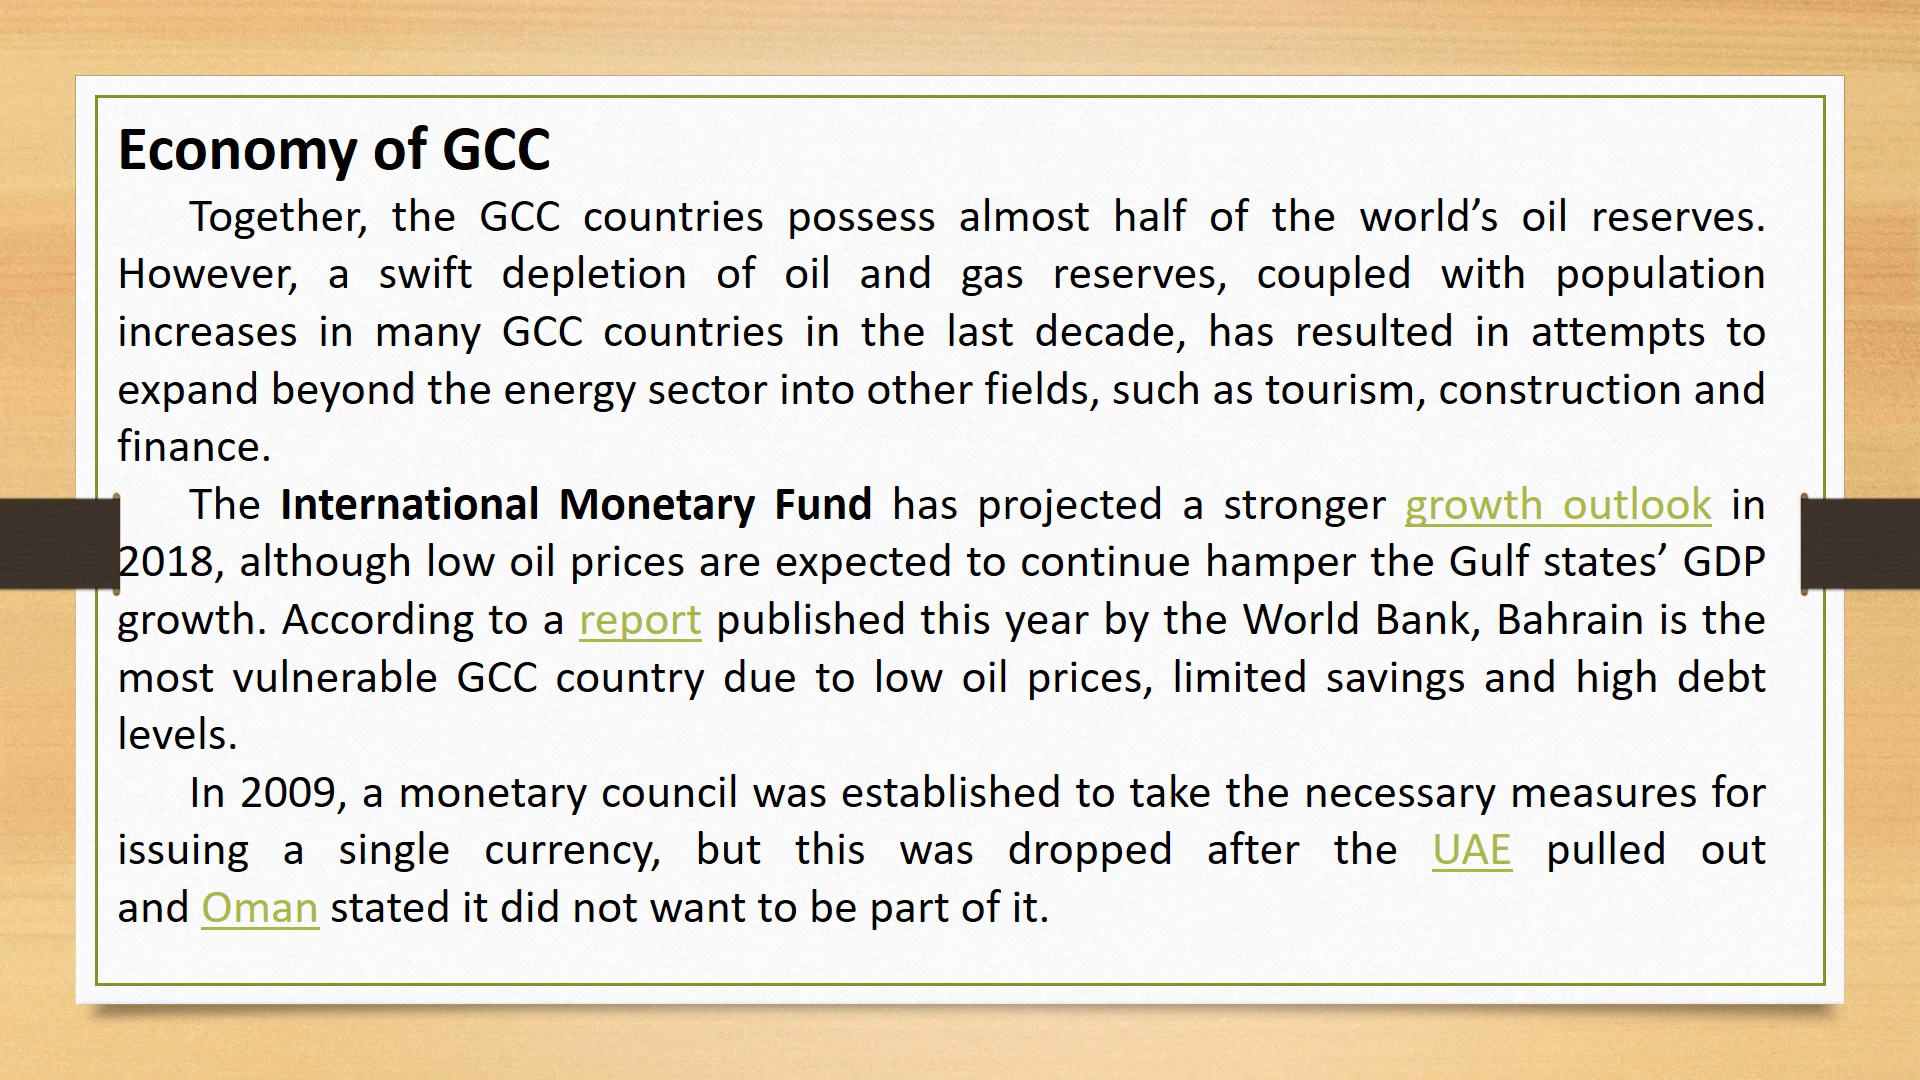 Economy of GCC
Together, the GCC countries possess almost half of the world’s oil reserves.
However, a swift depletion of oil and gas reserves, coupled with population
increases in many GCC countries in the last decade, has resulted in attempts to
expand beyond the energy sector into other fields, such as tourism, construction and
finance.
The International Monetary Fund has projected a stronger growth outlook in
2018, although low oil prices are expected to continue hamper the Gulf states’ GDP
growth. According to a report published this year by the World Bank, Bahrain is the
most vulnerable GCC country due to low oil prices, limited savings and high debt
levels.
In 2009, a monetary council was established to take the necessary measures for
issuing a single currency, but this was dropped after the UAE pulled out
and Oman stated it did not want to be part of it.